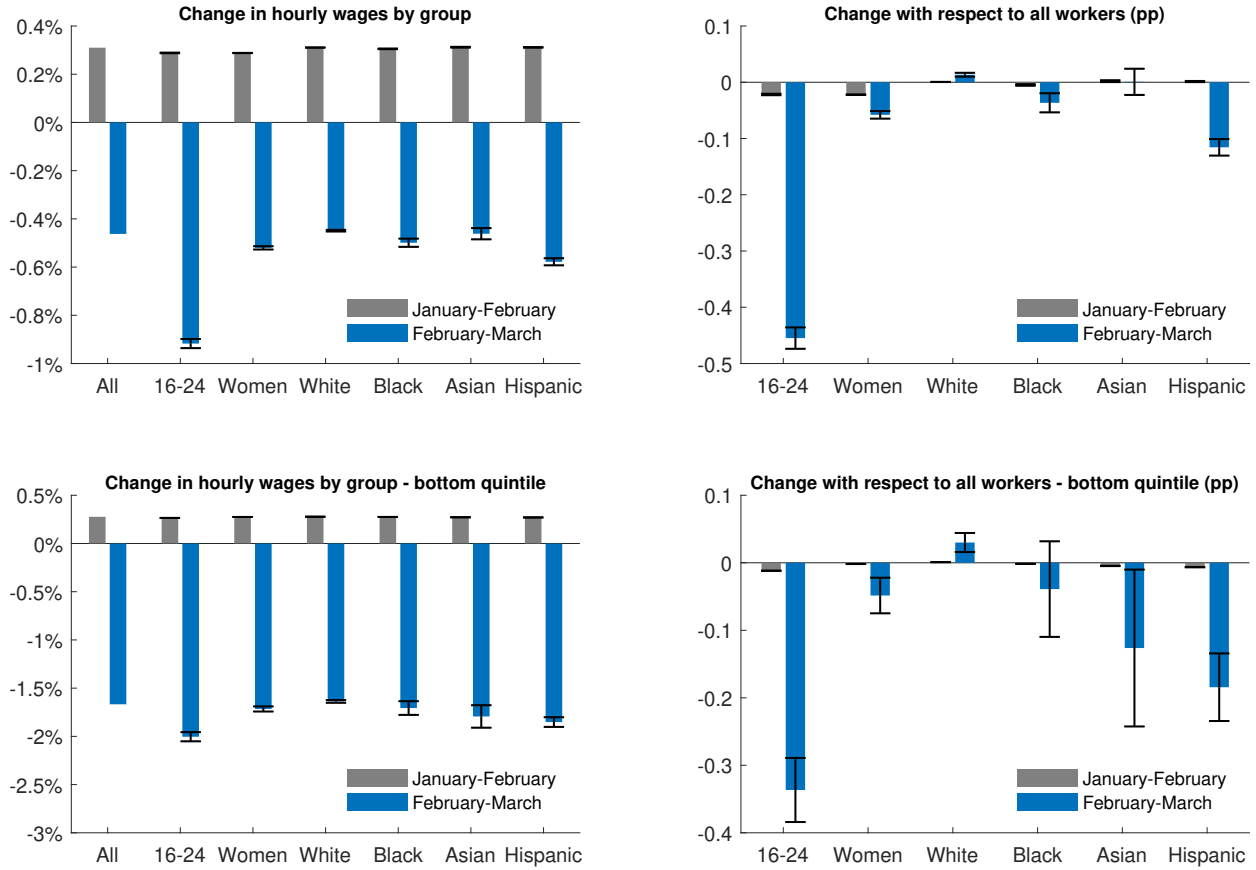 Change in hourly wages by group
0.4%
0.2%
0%
-0.2%
-0.4%
-0.6%
-0.8%
-1%
January-February
February-March
All 16-24 Women White Black Asian Hispanic
Change with respect to all workers (pp)
0.1
0
-0.1
-0.2
-0.3
-0.4
-0.5
January-February
February-March
16-24 Women White Black Asian Hispanic
Change in hourly wages by group - bottom quintile
0.5%
0%
-0.5%
-1%
-1.5%
-2%
-2.5%
-3%
January-February
February-March
All 16-24 Women White Black Asian Hispanic
Change with respect to all workers - bottom quintile (pp)
0.1
0
-0.1
-0.2
-0.3
-0.4
January-February
February-March
16-24 Women White Black Asian Hispanic